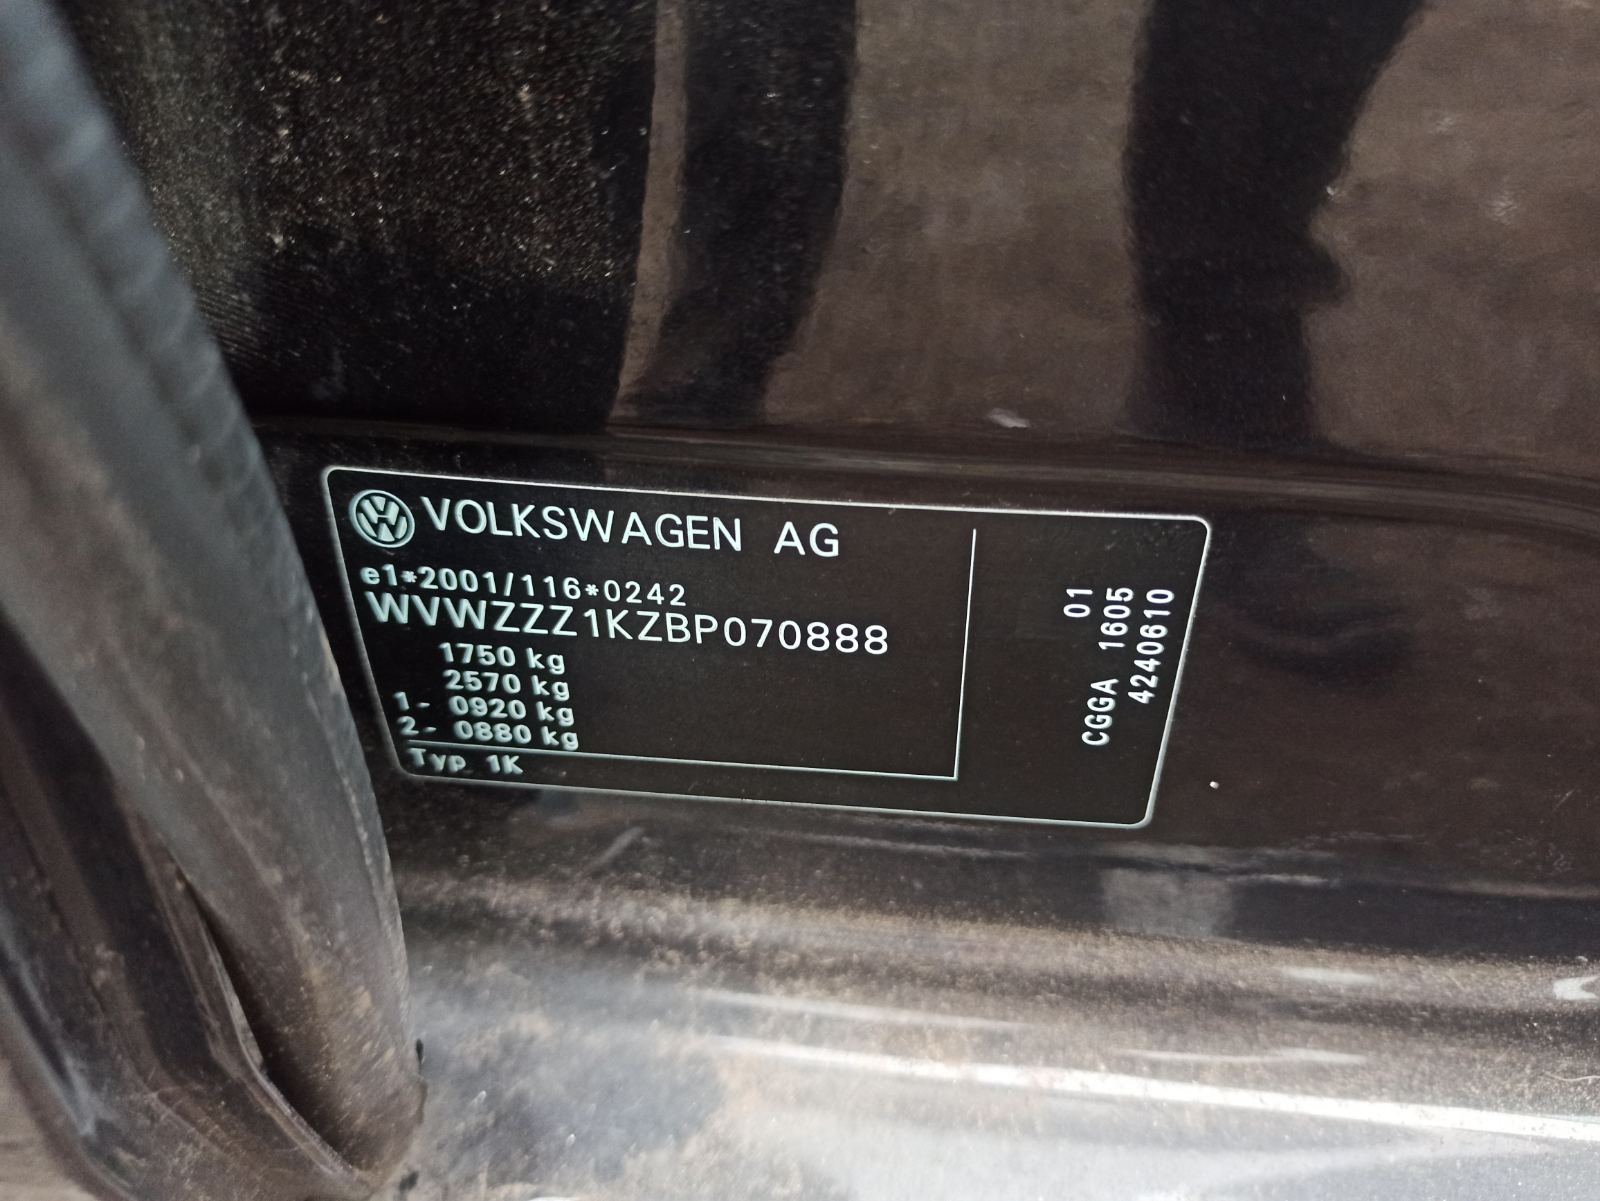 VOLKSWAGEN AG
e1*2001/116*0242
WVWZZZ1KZBP070888
1750 kg
2570 kg
1- 0920 kg
2- 0880 kg
Typ 1K
01
CGGA 1605
4240610